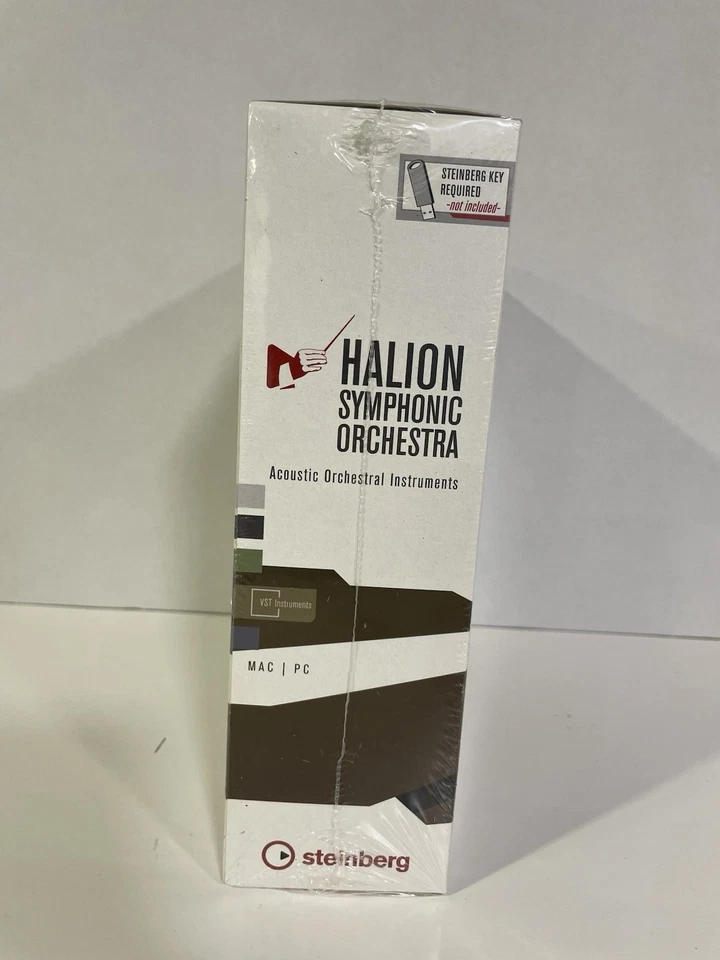 STEINBERG KEY
REQUIRED
-not included-
HALION
SYMPHONIC
ORCHESTRA
Acoustic Orchestral Instruments
VST Instruments
MAC | PC
steinberg